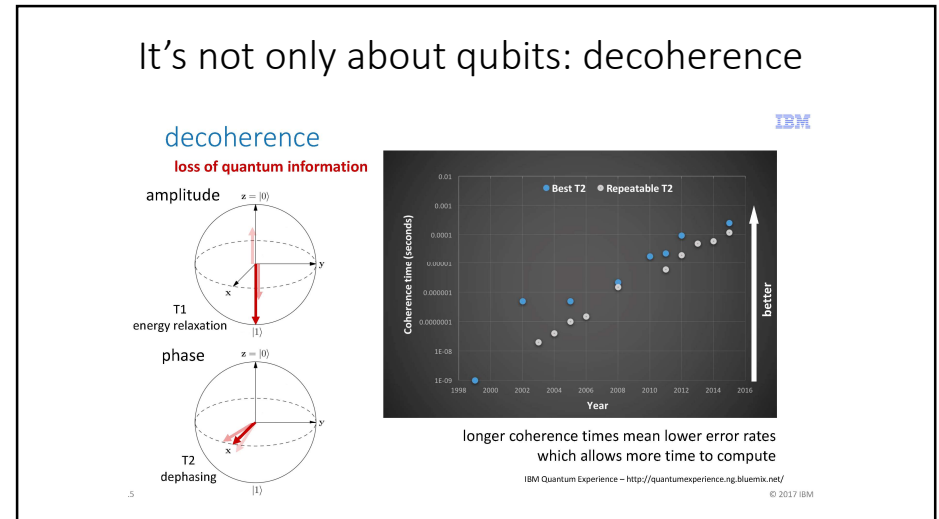 It's not only about qubits: decoherence
IBM
decoherence
loss of quantum information
amplitude
z = |0⟩
y
x
T1
energy relaxation
|1⟩
phase
z = |0⟩
y
x
T2
dephasing
|1⟩
Best T2 Repeatable T2
Coherence time (seconds)
0.01
0.001
0.0001
0.00001
0.000001
0.0000001
1E-08
1E-09
1998 2000 2002 2004 2006 2008 2010 2012 2014 2016
Year
better
longer coherence times mean lower error rates
which allows more time to compute
IBM Quantum Experience – http://quantumexperience.ng.bluemix.net/
.5
© 2017 IBM